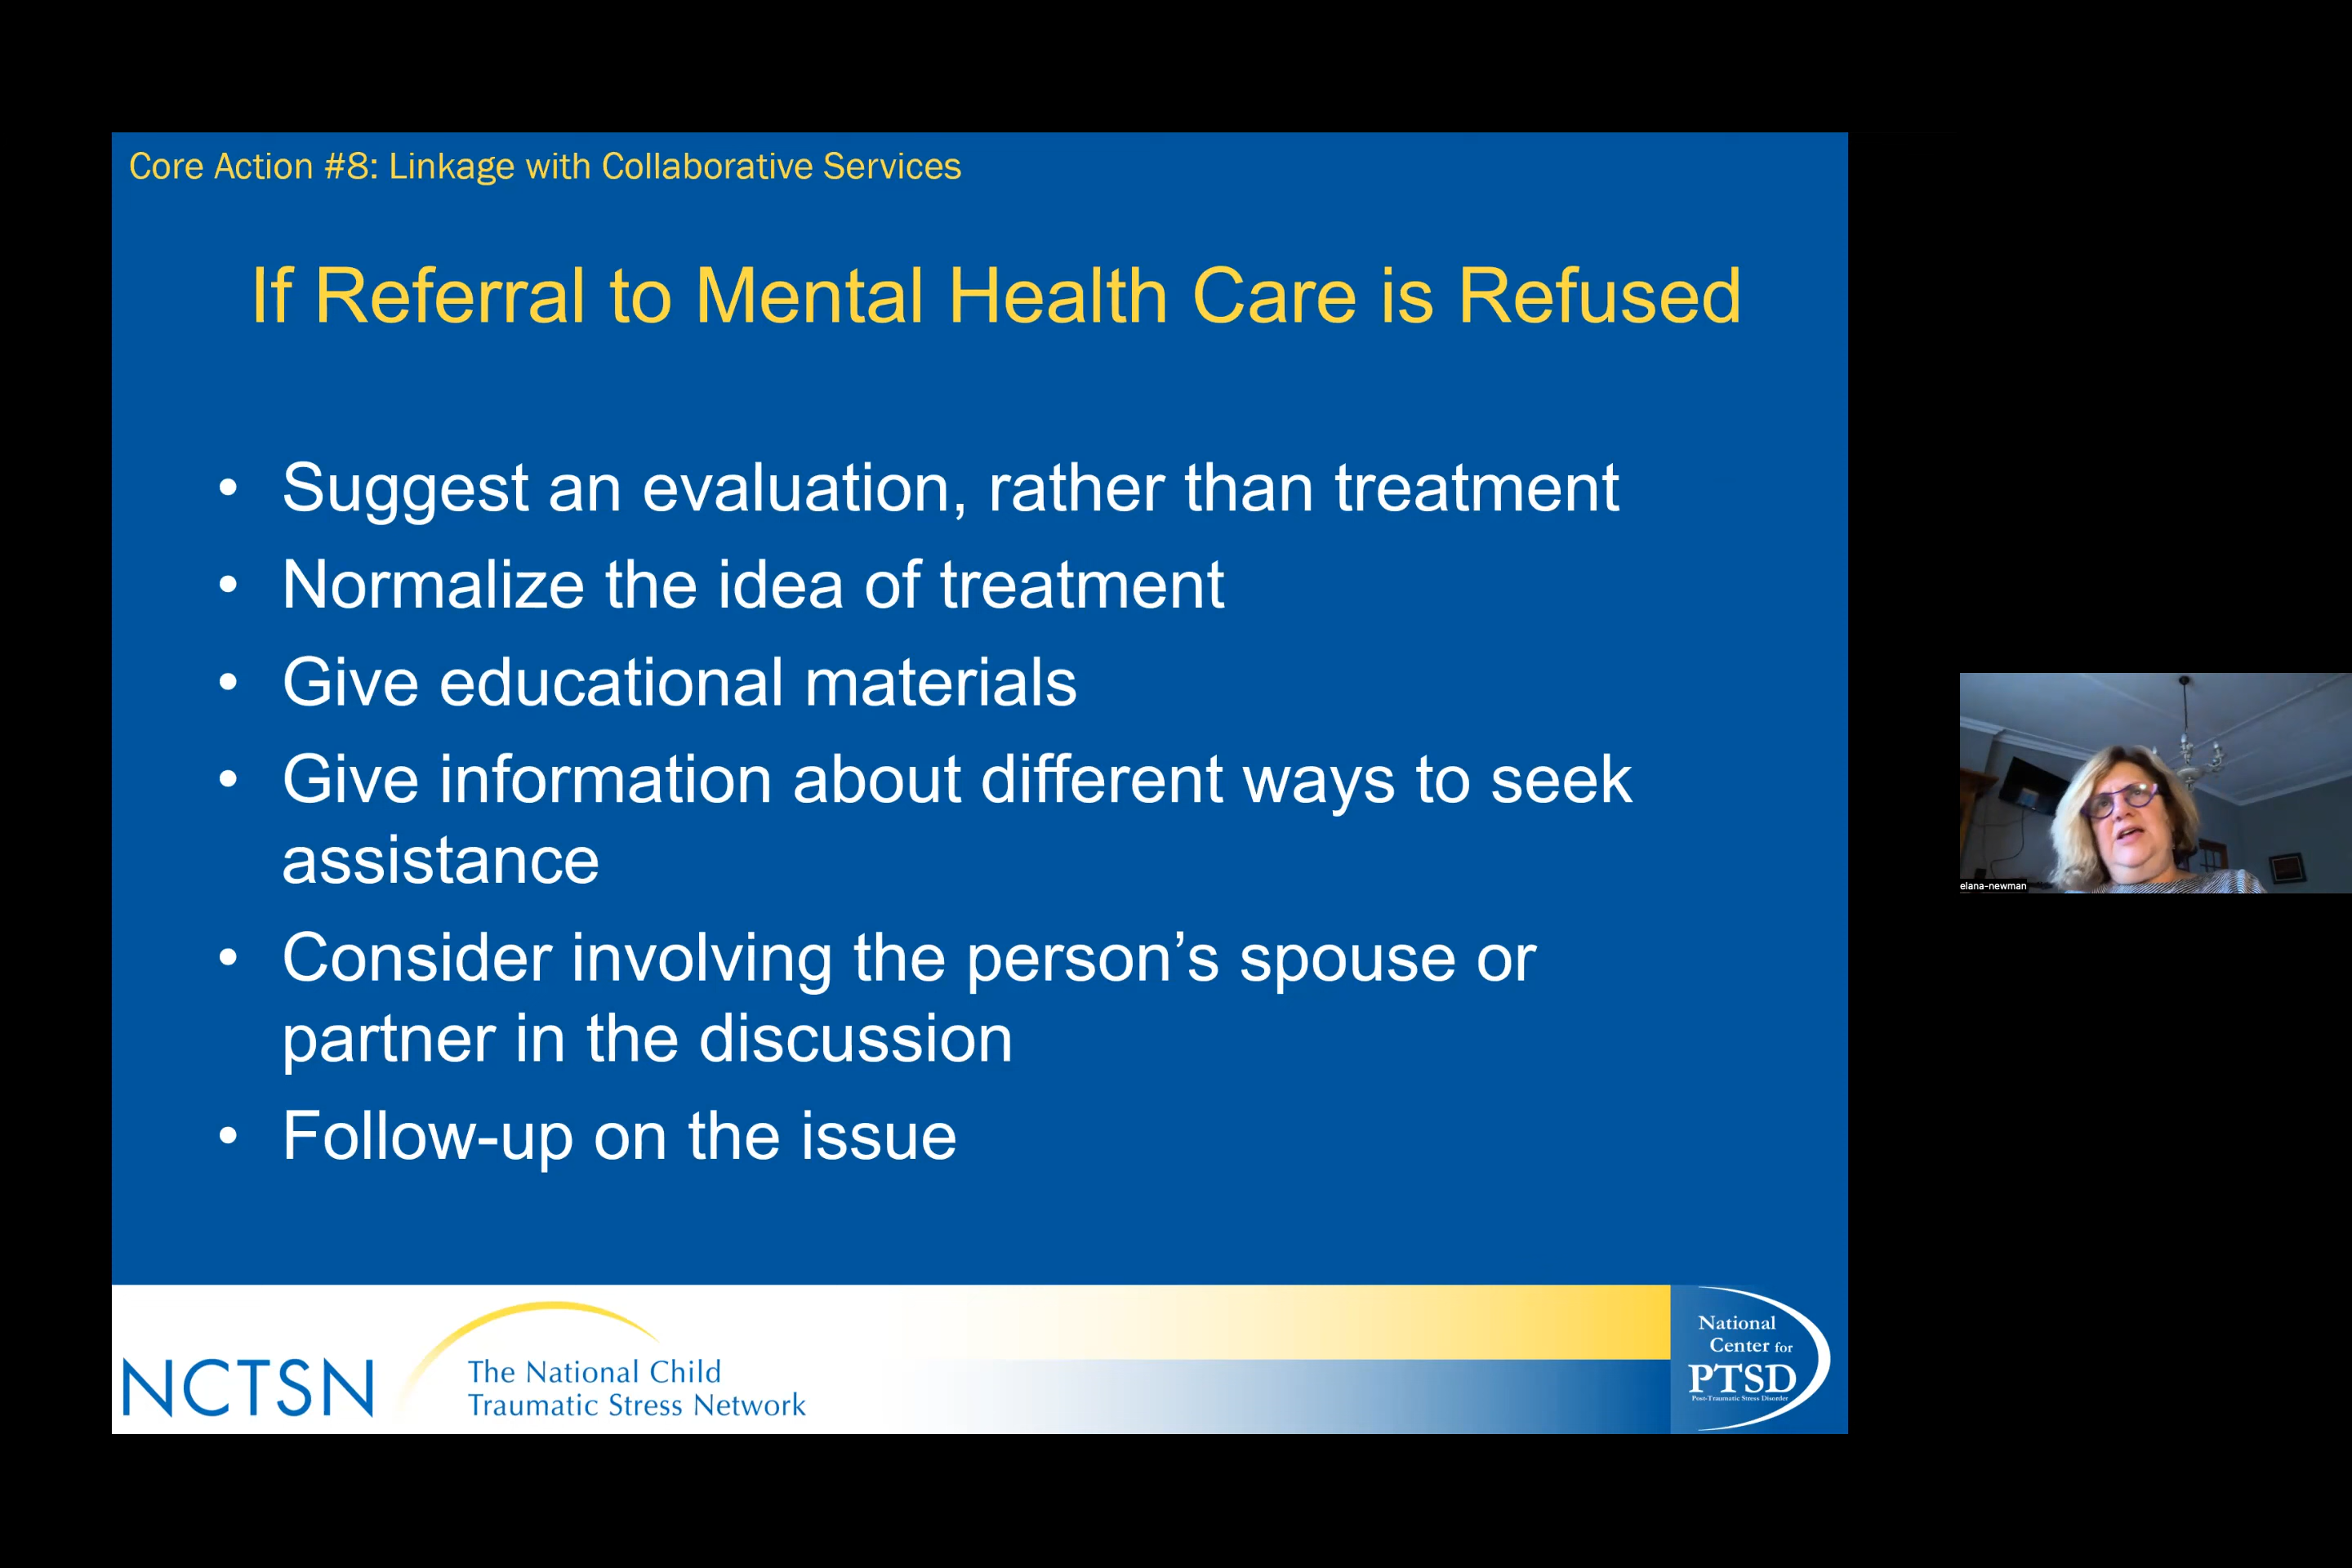 Core Action #8: Linkage with Collaborative Services
If Referral to Mental Health Care is Refused
• Suggest an evaluation, rather than treatment
• Normalize the idea of treatment
• Give educational materials
• Give information about different ways to seek
assistance
• Consider involving the person’s spouse or
partner in the discussion
• Follow-up on the issue
elana-newman
NCTSN
The National Child
Traumatic Stress Network
National
Center for
PTSD
Post-Traumatic Stress Disorder